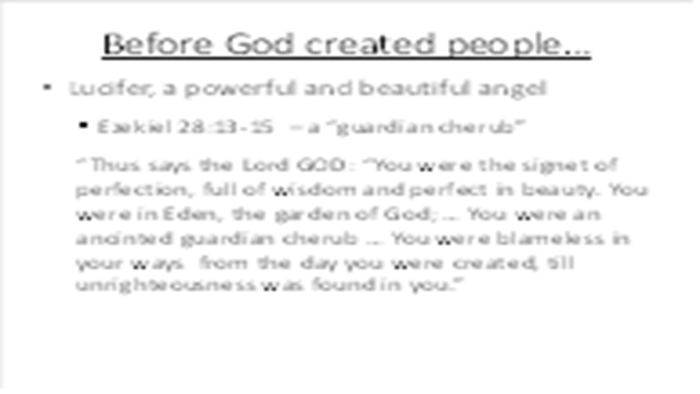 Before God created people...
• Lucifer, a powerful and beautiful angel
▪ Ezekiel 28:13-15 – a "guardian cherub"
"Thus says the Lord GOD: "You were the signet of
perfection, full of wisdom and perfect in beauty. You
were in Eden, the garden of God; ... You were an
anointed guardian cherub ... You were blameless in
your ways from the day you were created, till
unrighteousness was found in you."